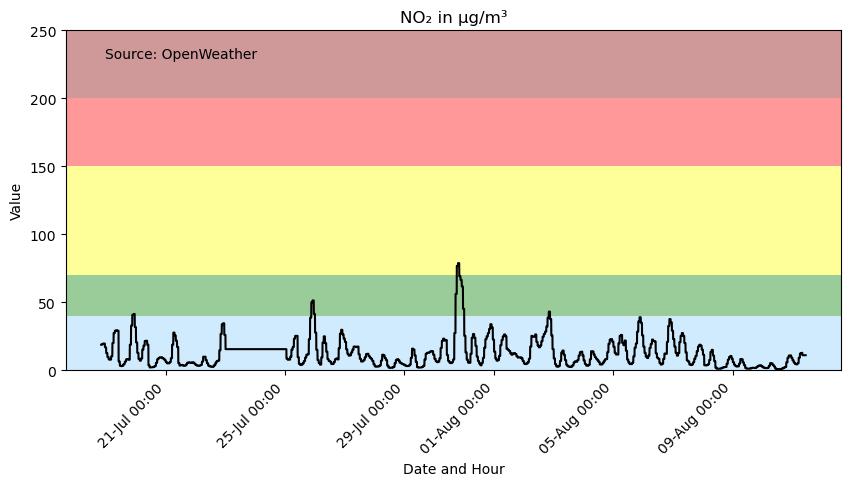 NO₂ in μg/m³
Source: OpenWeather
250
200
150
100
50
0
Value
21-Jul 00:00
25-Jul 00:00
29-Jul 00:00
01-Aug 00:00
05-Aug 00:00
09-Aug 00:00
Date and Hour